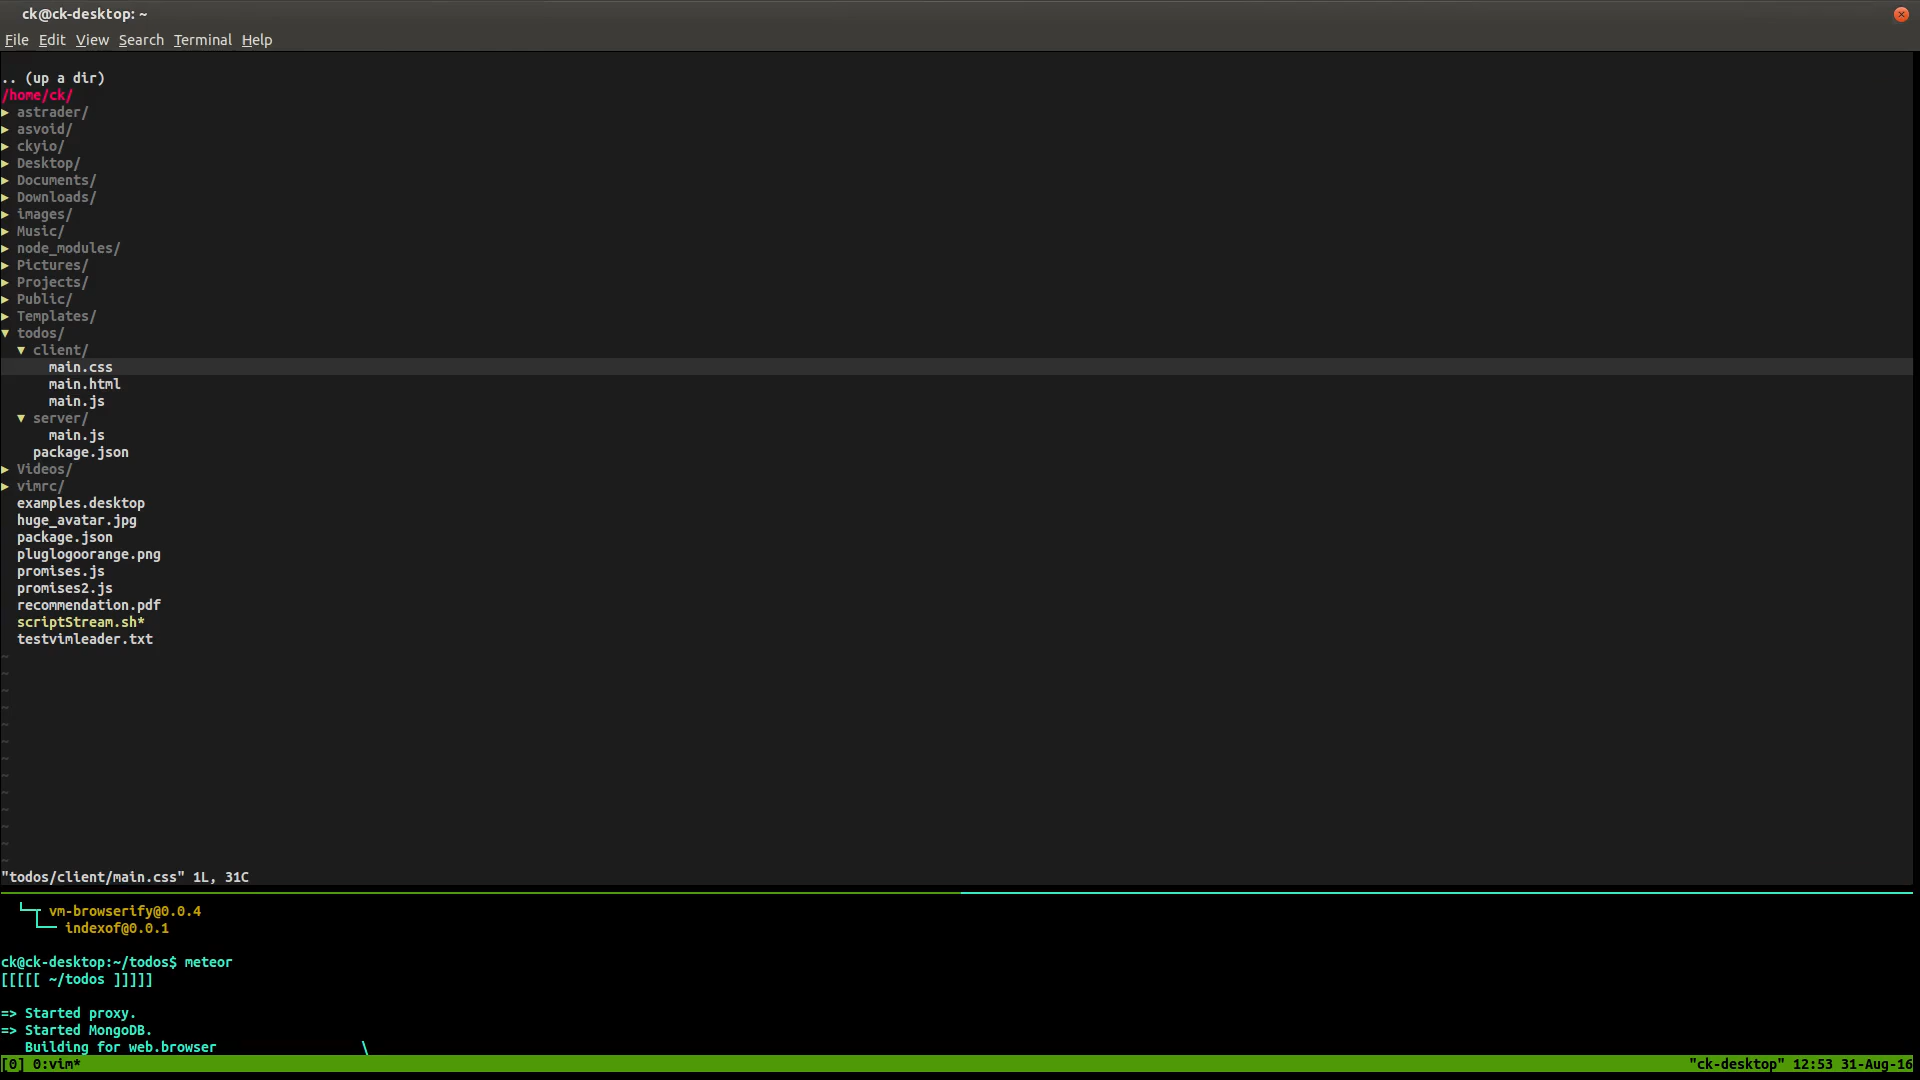 ck@ck-desktop: ~
File Edit View Search Terminal Help
.. (up a dir)
/home/ck/
▸ astrader/
▸ asvoid/
▸ ckyio/
▸ Desktop/
▸ Documents/
▸ Downloads/
▸ images/
▸ Music/
▸ node_modules/
▸ Pictures/
▸ Projects/
▸ Public/
▸ Templates/
▾ todos/
▾ client/
main.css
main.html
main.js
▾ server/
main.js
package.json
▸ Videos/
▸ vimrc/
examples.desktop
huge_avatar.jpg
package.json
pluglogoorange.png
promises.js
promises2.js
recommendation.pdf
scriptStream.sh*
testvimleader.txt
~
~
~
~
~
~
~
~
~
~
~
~
~
"todos/client/main.css" 1L, 31C
└─┬ vm-browserify@0.0.4
└── indexof@0.0.1
ck@ck-desktop:~/todos$ meteor
[[[[[ ~/todos ]]]]]
=> Started proxy.
=> Started MongoDB.
Building for web.browser \
[0] 0:vim* "ck-desktop" 12:53 31-Aug-16